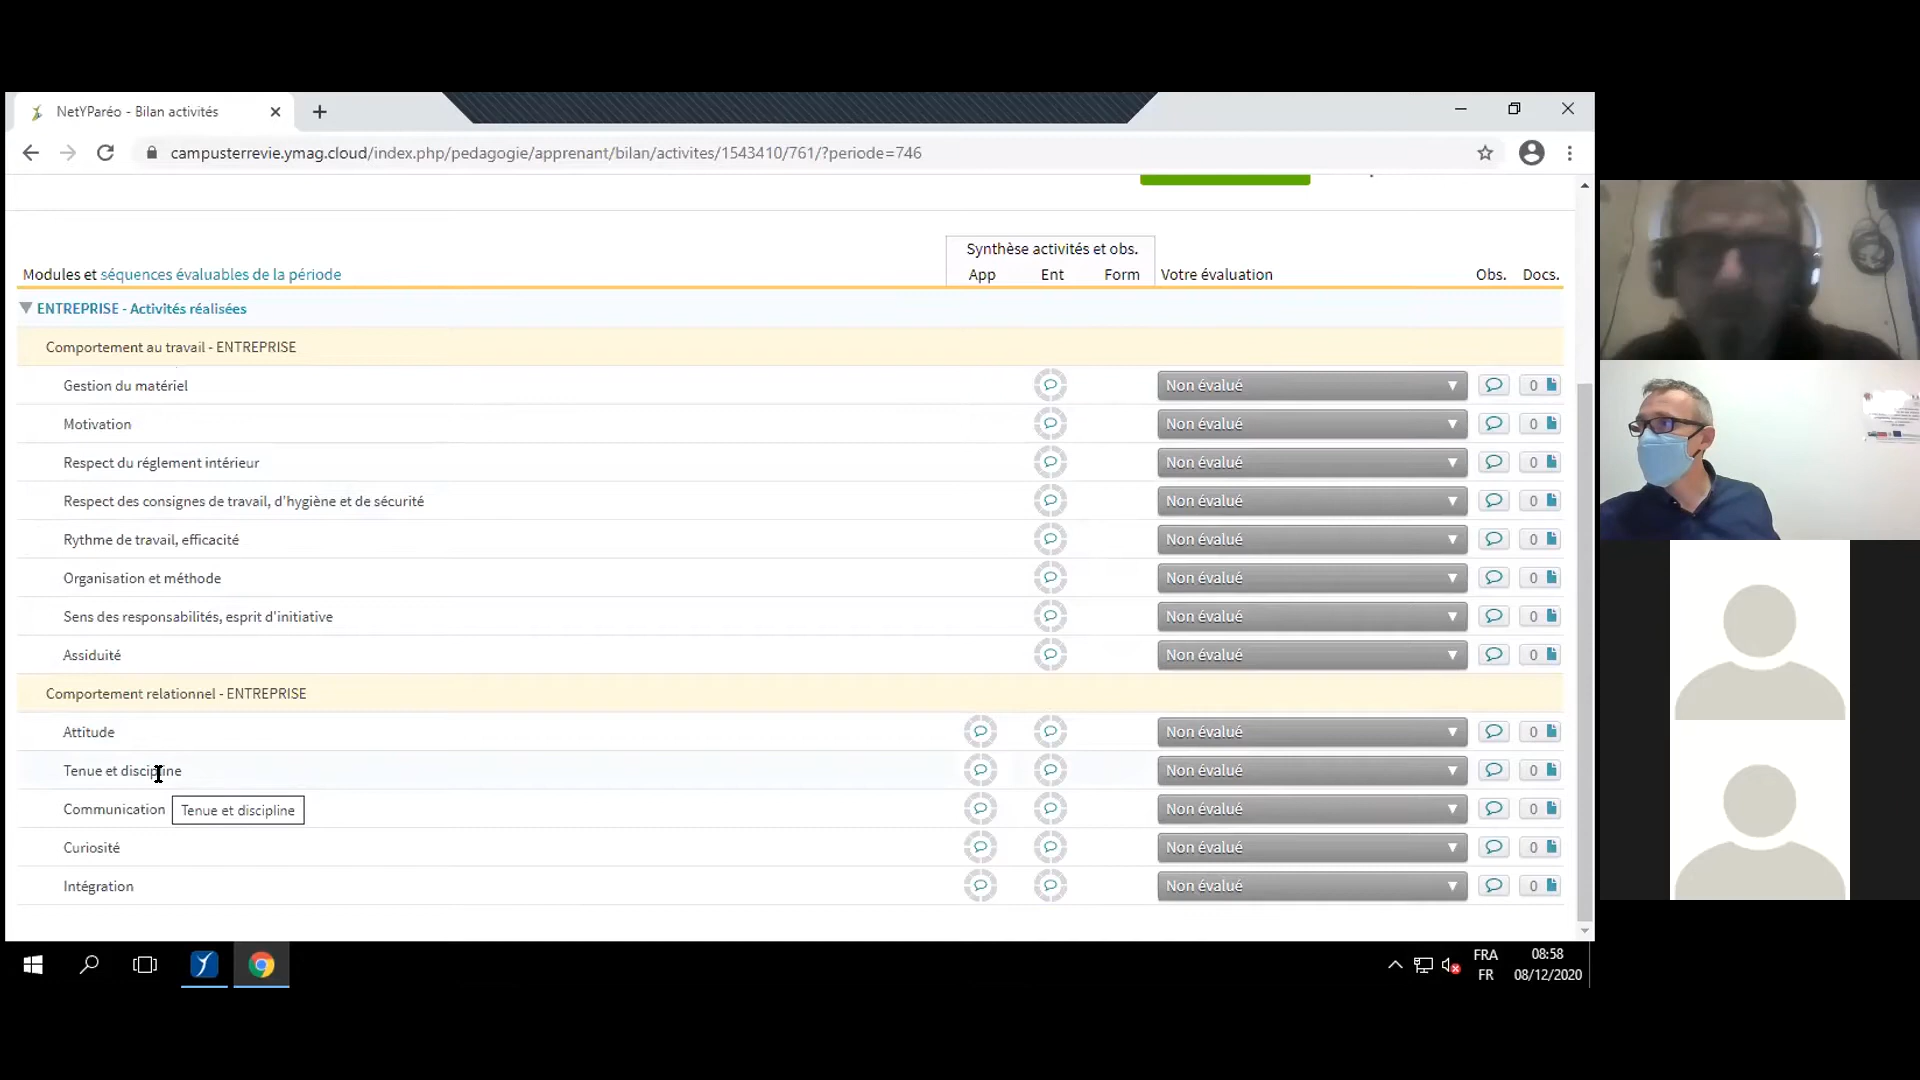 NetYParéo - Bilan activités
campusterrevie.ymag.cloud/index.php/pedagogie/apprenant/bilan/activites/1543410/761/?periode=746
Synthèse activités et obs.
Modules et séquences évaluables de la période App Ent Form Votre évaluation Obs. Docs.
ENTREPRISE - Activités réalisées
Comportement au travail - ENTREPRISE
Gestion du matériel Non évalué 0
Motivation Non évalué 0
Respect du réglement intérieur Non évalué 0
Respect des consignes de travail, d'hygiène et de sécurité Non évalué 0
Rythme de travail, efficacité Non évalué 0
Organisation et méthode Non évalué 0
Sens des responsabilités, esprit d'initiative Non évalué 0
Assiduité Non évalué 0
Comportement relationnel - ENTREPRISE
Attitude Non évalué 0
Tenue et discipline Non évalué 0
Communication Tenue et discipline Non évalué 0
Curiosité Non évalué 0
Intégration Non évalué 0
FRA 08:58
FR 08/12/2020